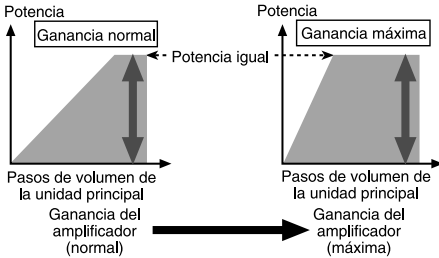 Potencia
Ganancia normal
Potencia igual
Pasos de volumen de
la unidad principal
Ganancia del
amplificador
(normal)
Potencia
Ganancia máxima
Pasos de volumen de
la unidad principal
Ganancia del
amplificador
(máxima)